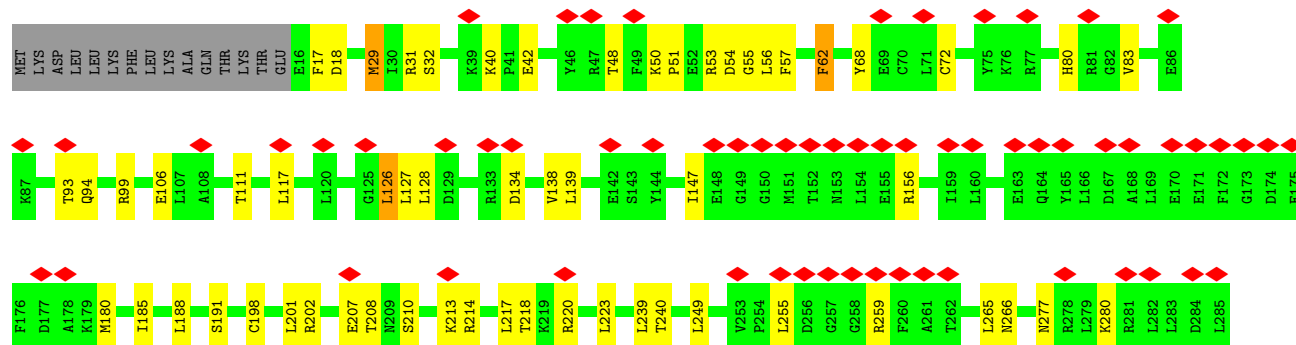 MET LYS ASP LEU LEU LYS PHE LEU LYS ALA GLN THR LYS THR GLU E16 F17 D18 M29 I30 R31 S32 K39 K40 P41 E42 Y46 R47 T48 F49 K50 P51 E52 R53 D54 G55 L56 F57 F62 Y68 E69 C70 L71 C72 Y75 K76 R77 H80 R81 G82 V83 E86
K87 T93 Q94 R99 E106 L107 A108 T111 L117 L120 G125 L126 L127 L128 D129 R133 D134 V138 L139 E142 S143 Y144 I147 E148 G149 G150 M151 T152 N153 L154 E155 R156 I159 L160 E163 Q164 Y165 L166 D167 A168 L169 E170 E171 F172 G173 D174 E175
F176 D177 A178 K179 M180 I185 L188 S191 C198 L201 R202 E207 T208 N209 S210 K213 R214 L217 T218 K219 R220 L223 L239 T240 L249 V253 P254 L255 D256 G257 G258 R259 F260 A261 T262 L265 N266 N277 R278 L279 K280 R281 L282 L283 D284 L285